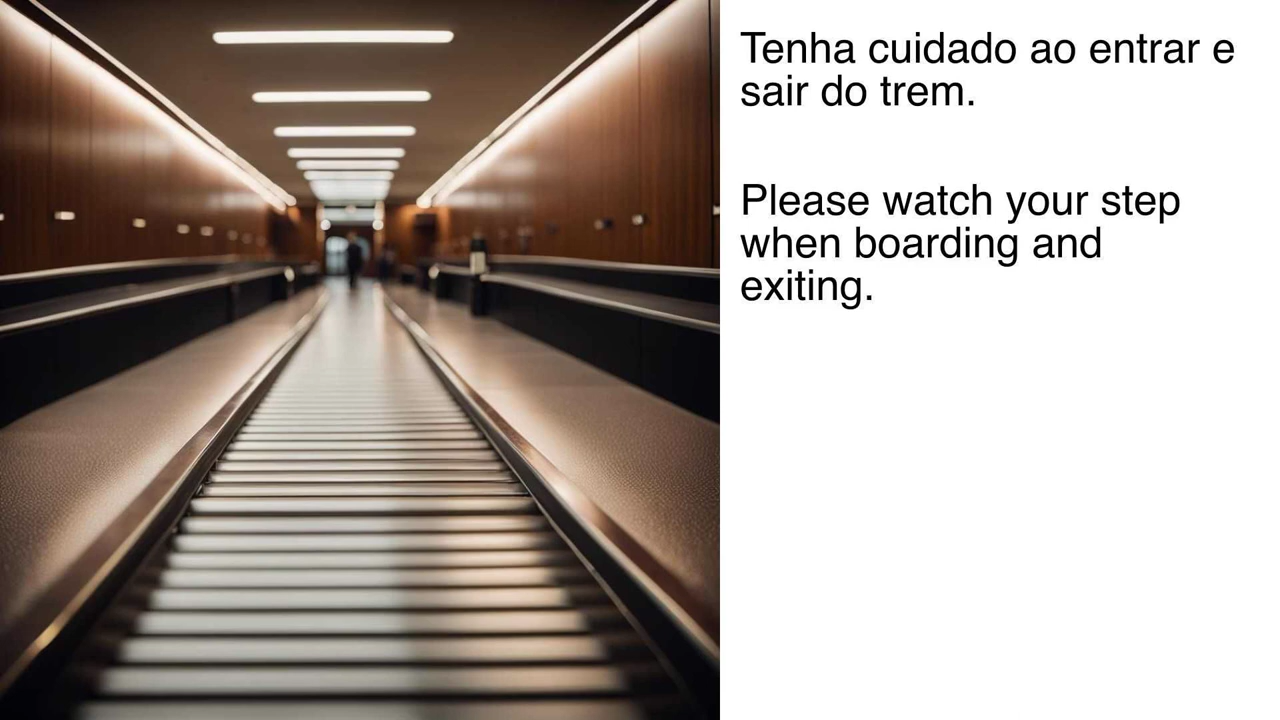 Tenha cuidado ao entrar e
sair do trem.
Please watch your step
when boarding and
exiting.